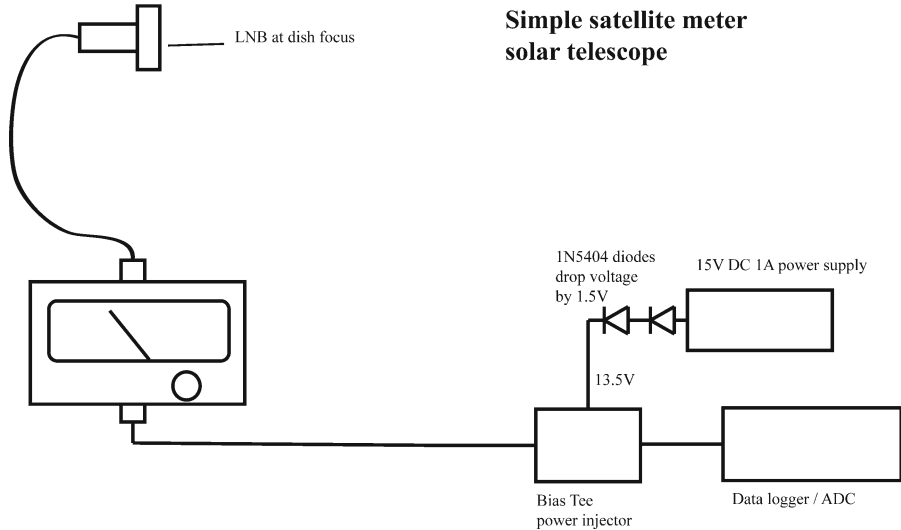 Simple satellite meter
solar telescope
LNB at dish focus
1N5404 diodes
drop voltage
by 1.5V
15V DC 1A power supply
13.5V
Bias Tee
power injector
Data logger / ADC